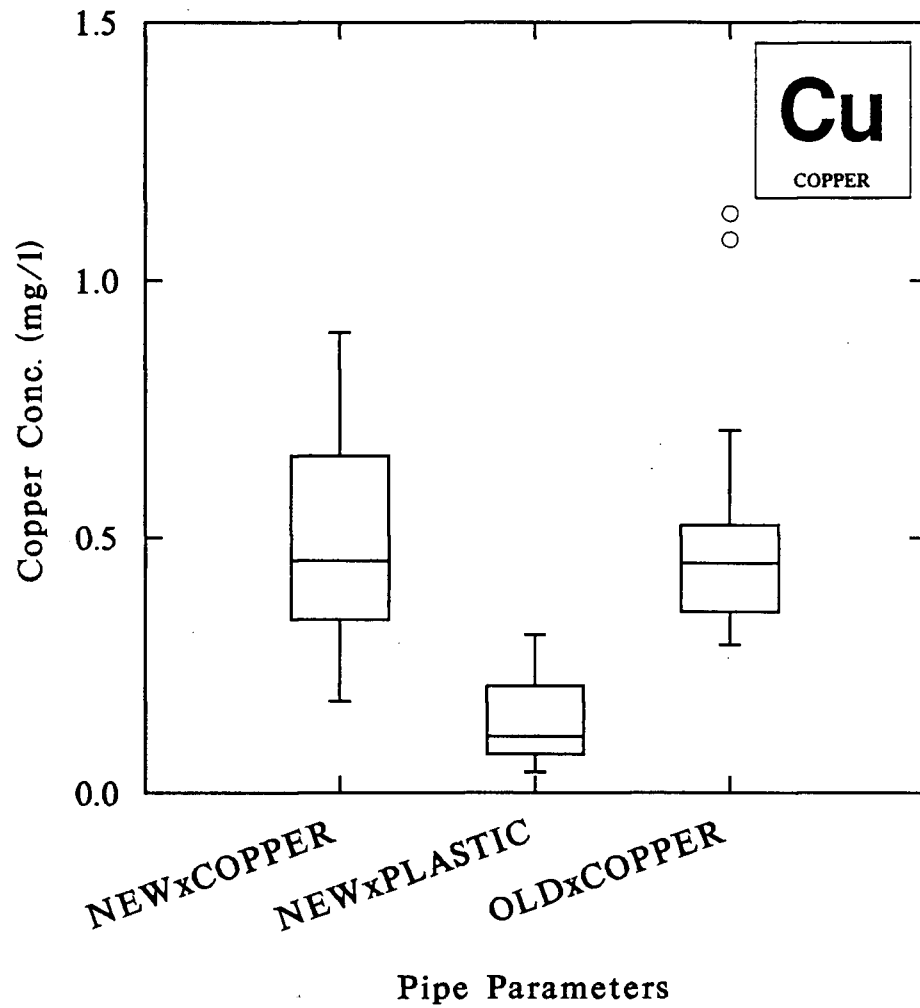 1.5
Cu
COPPER
1.0
0.5
0.0
Copper Conc. (mg/l)
NEWxCOPPER
NEWxPLASTIC
OLDxCOPPER
Pipe Parameters